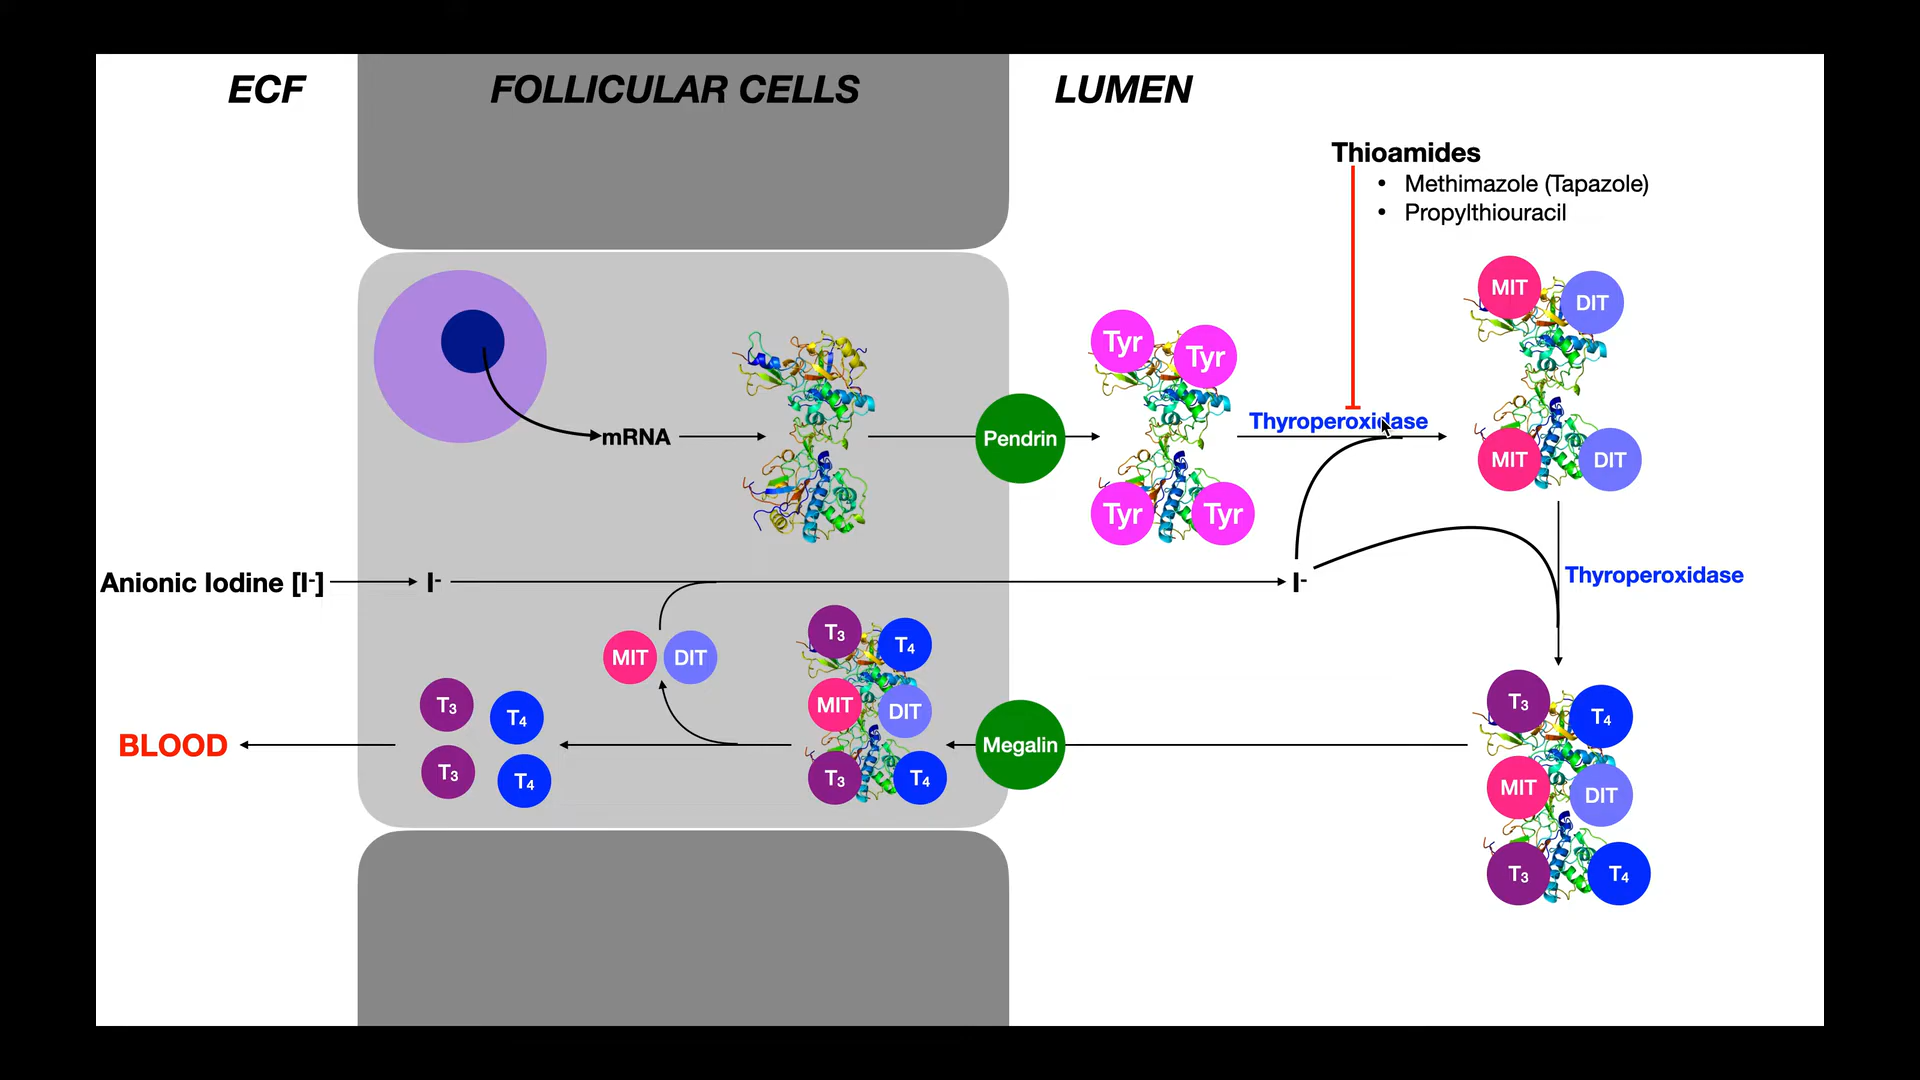 ECF
FOLLICULAR CELLS
LUMEN
Thioamides
• Methimazole (Tapazole)
• Propylthiouracil
MIT
DIT
Tyr
Tyr
Thyroperoxidase
mRNA
Pendrin
MIT
DIT
Tyr
Tyr
Anionic Iodine [I-]
I-
I-
Thyroperoxidase
T3
T4
MIT
DIT
T3
T4
MIT
DIT
T3
T4
BLOOD
Megalin
T3
T4
T3
T4
MIT
DIT
T3
T4